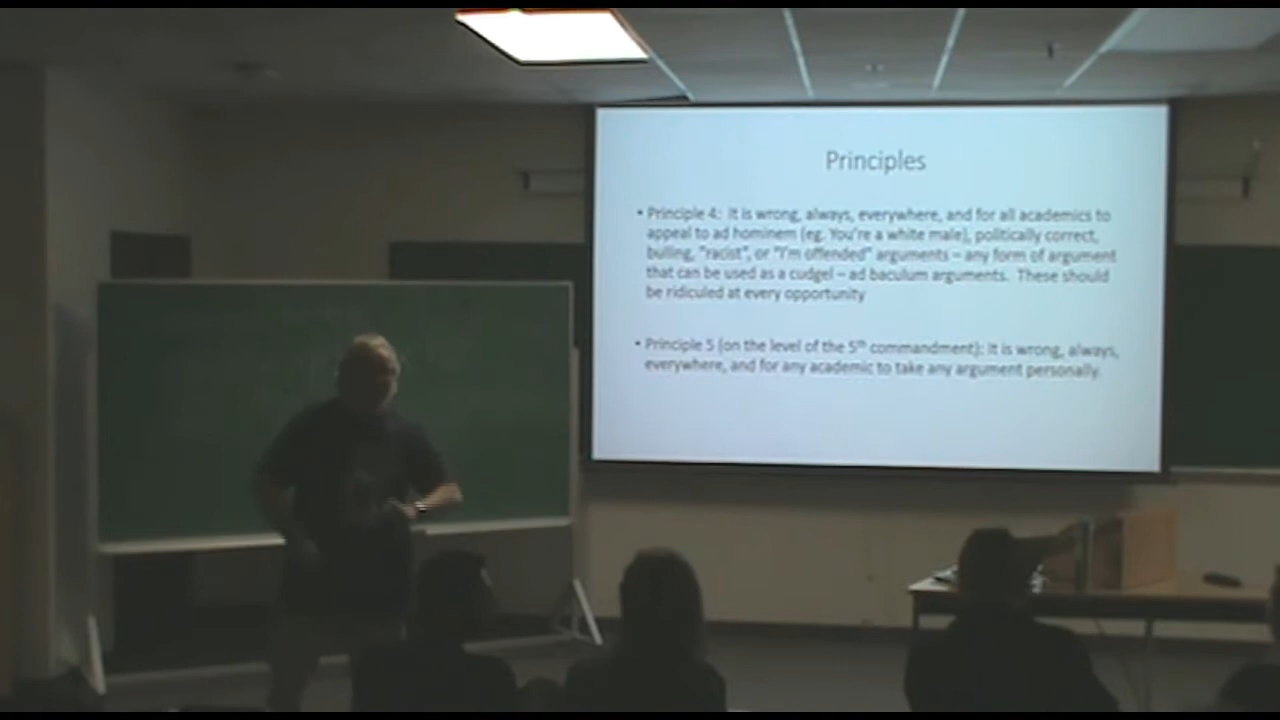 Principles
• Principle 4: It is wrong, always, everywhere, and for all academics to
appeal to ad hominem (eg. You're a white male), politically correct,
bulling, "racist", or "I'm offended" arguments – any form of argument
that can be used as a cudgel – ad baculum arguments. These should
be ridiculed at every opportunity
• Principle 5 (on the level of the 5th commandment): It is wrong, always,
everywhere, and for any academic to take any argument personally.